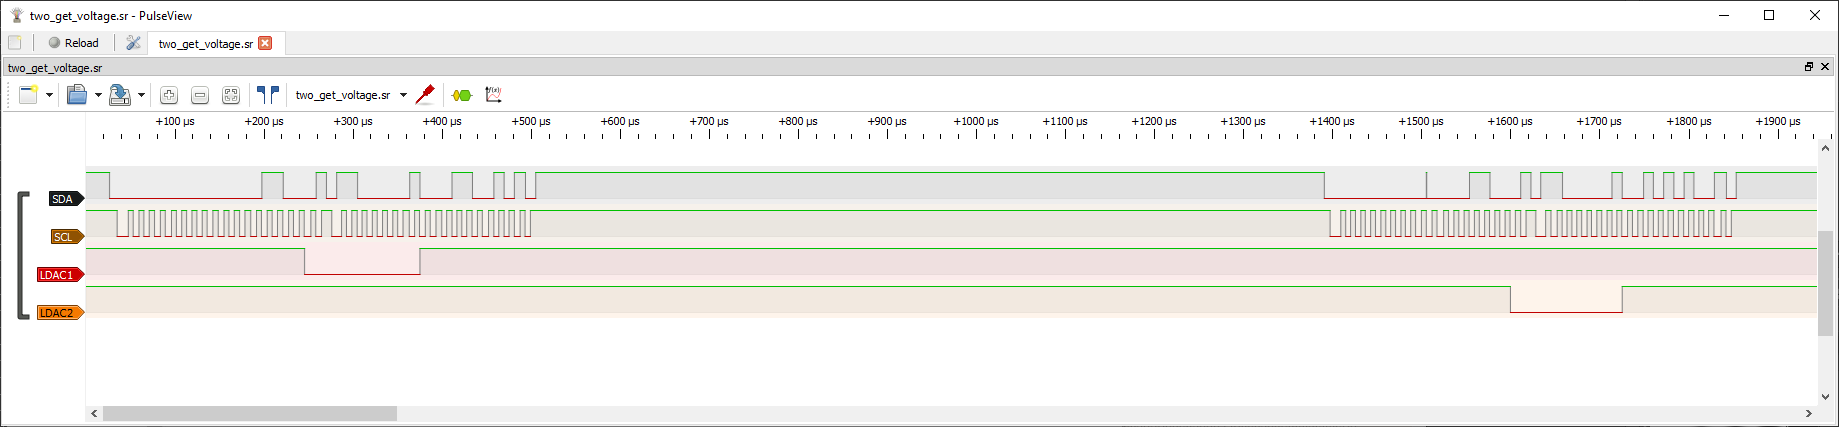 two_get_voltage.sr - PulseView
Reload
two_get_voltage.sr
two_get_voltage.sr
two_get_voltage.sr
f(x)
+100 µs +200 µs +300 µs +400 µs +500 µs +600 µs +700 µs +800 µs +900 µs +1000 µs +1100 µs +1200 µs +1300 µs +1400 µs +1500 µs +1600 µs +1700 µs +1800 µs +1900 µs
SDA
SCL
LDAC1
LDAC2